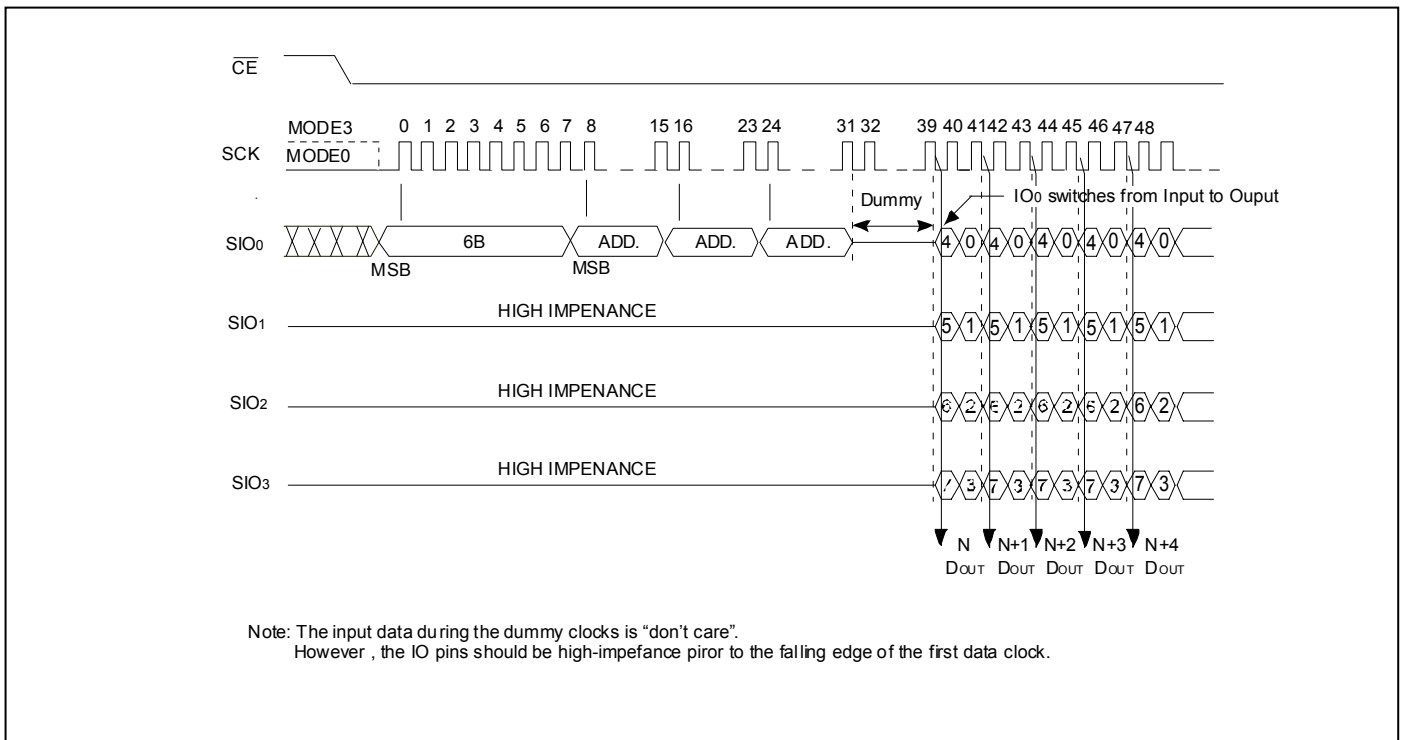 CE
MODE3 0 1 2 3 4 5 6 7 8 15 16 23 24 31 32 39 40 41 42 43 44 45 46 47 48
SCK MODE0
Dummy IO0 switches from Input to Ouput
SIO0 6B ADD. ADD. ADD. 4 0 4 0 4 0 4 0 4 0
MSB MSB
HIGH IMPENANCE
SIO1 5 1 5 1 5 1 5 1 5 1
HIGH IMPENANCE
SIO2 6 2 6 2 6 2 6 2 6 2
HIGH IMPENANCE
SIO3 7 3 7 3 7 3 7 3 7 3
N N+1 N+2 N+3 N+4
DOUT DOUT DOUT DOUT DOUT
Note: The input data during the dummy clocks is “don’t care”.
However , the IO pins should be high-impefance piror to the falling edge of the first data clock.